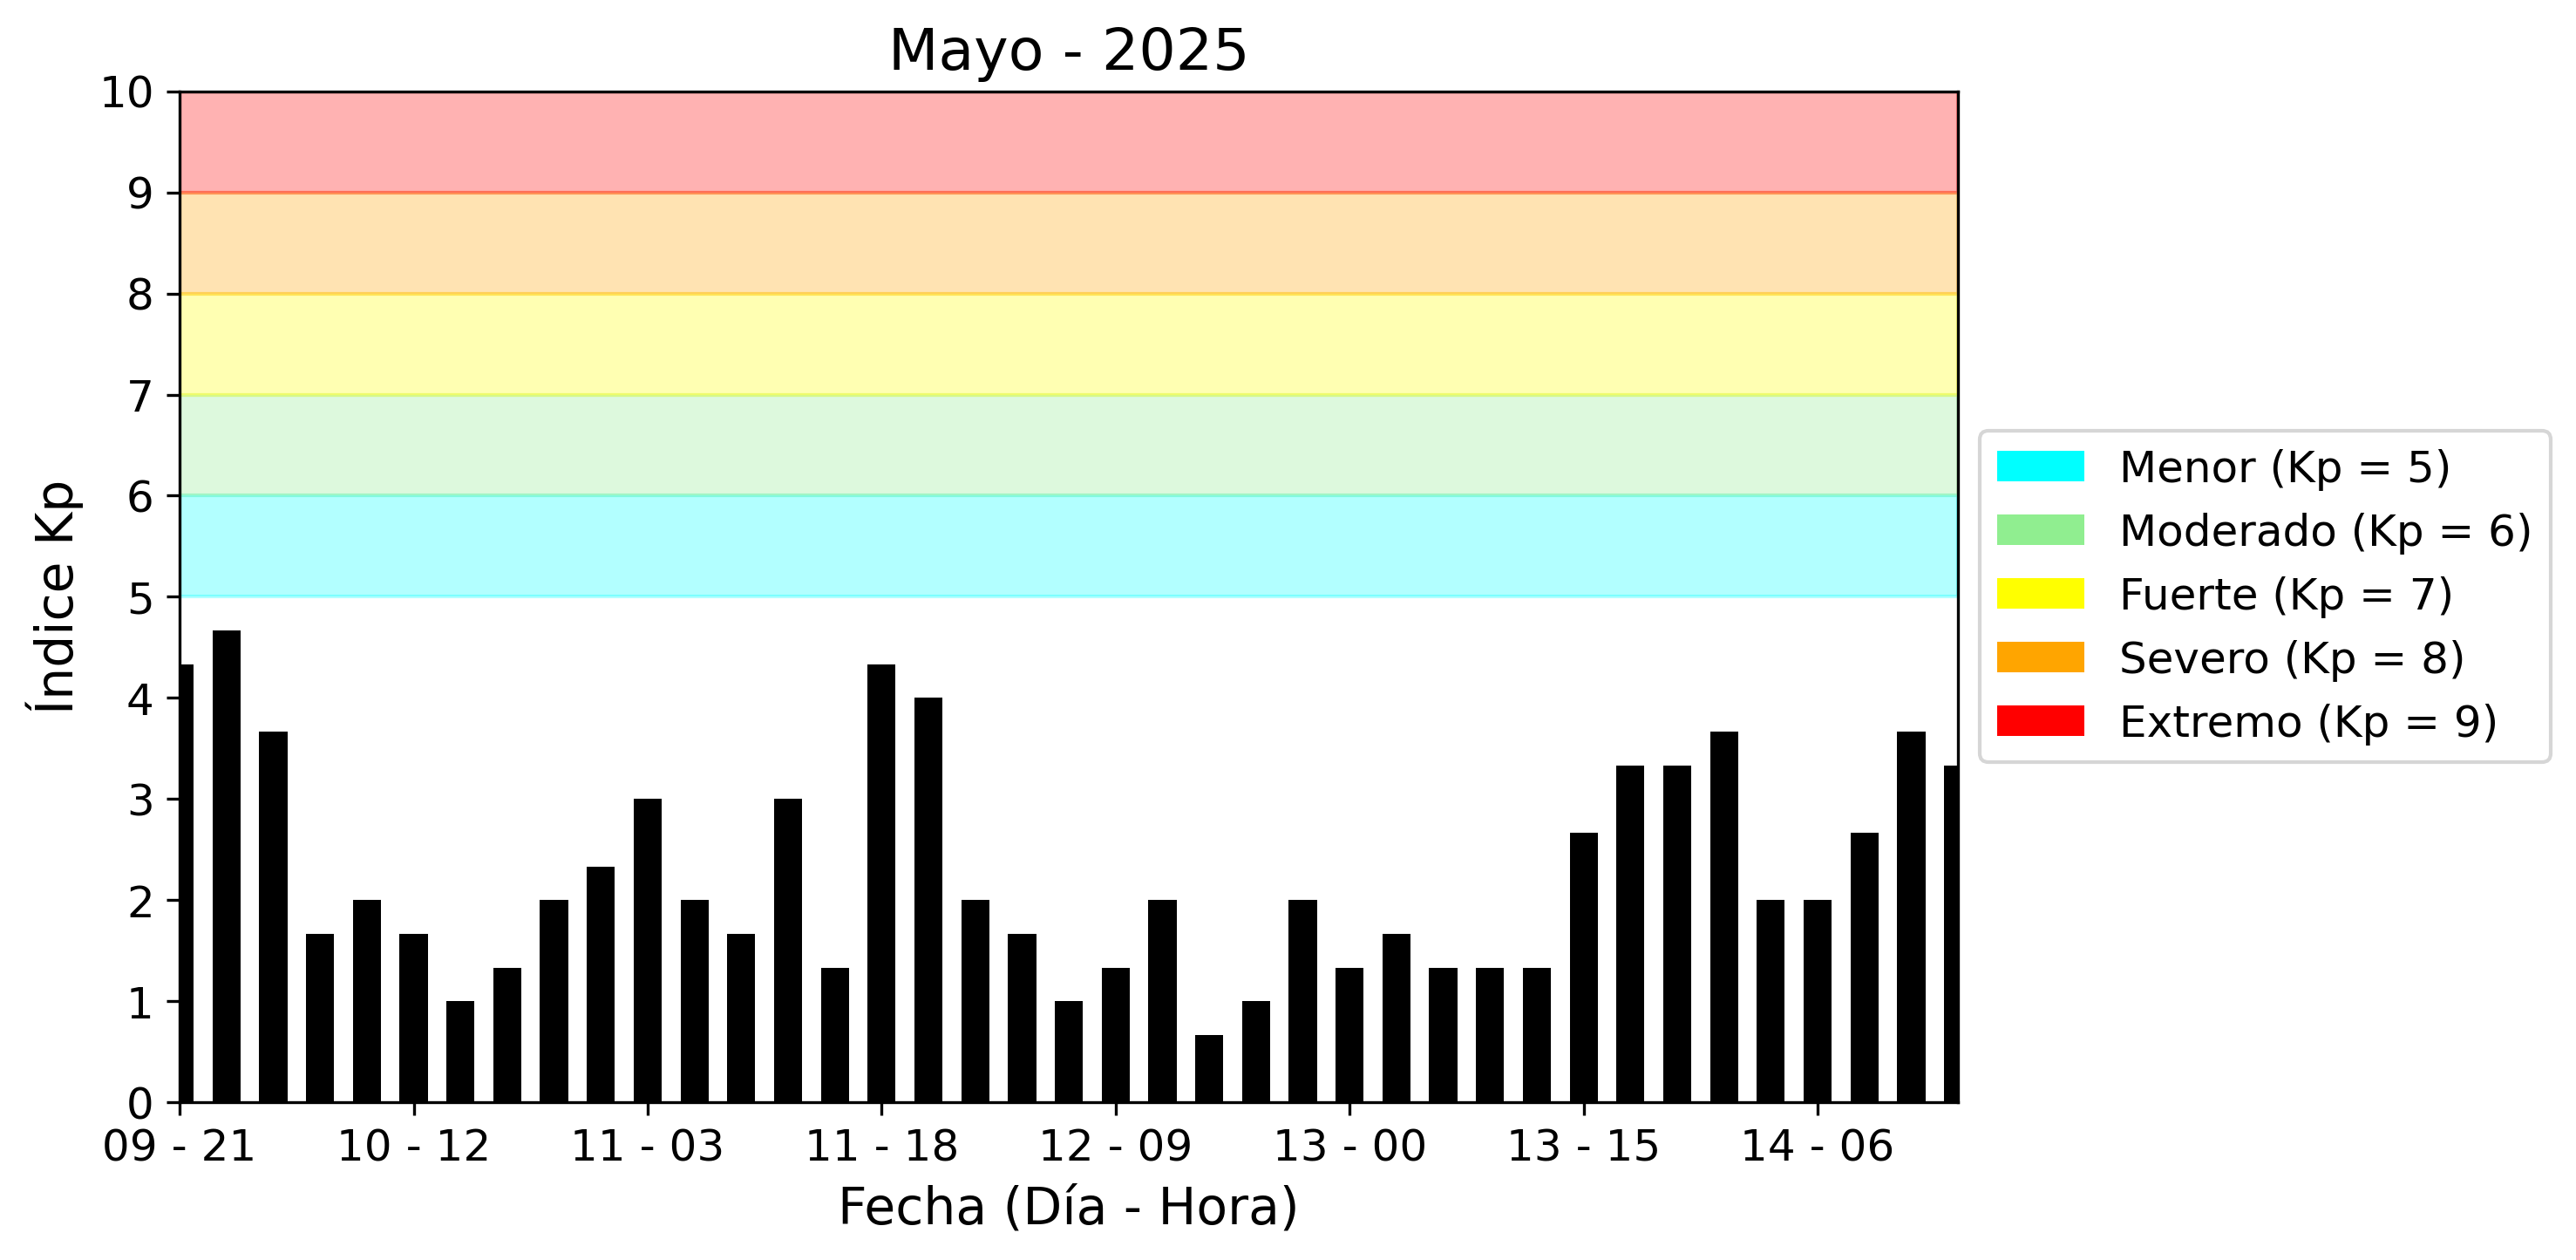 Mayo - 2025
Índice Kp
10
9
8
7
6
5
4
3
2
1
0
09 - 21
10 - 12
11 - 03
11 - 18
12 - 09
13 - 00
13 - 15
14 - 06
Fecha (Día - Hora)
Menor (Kp = 5)
Moderado (Kp = 6)
Fuerte (Kp = 7)
Severo (Kp = 8)
Extremo (Kp = 9)